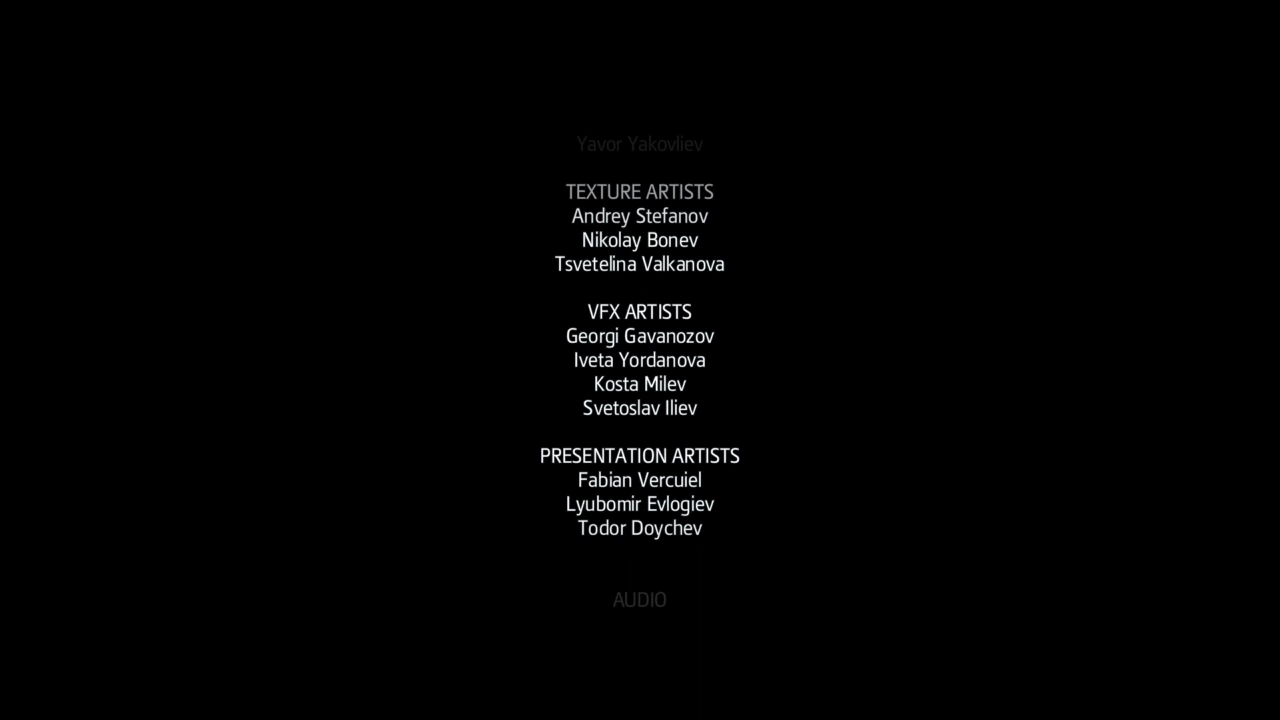 Yavor Yakovliev
TEXTURE ARTISTS
Andrey Stefanov
Nikolay Bonev
Tsvetelina Valkanova
VFX ARTISTS
Georgi Gavanozov
Iveta Yordanova
Kosta Milev
Svetoslav Iliev
PRESENTATION ARTISTS
Fabian Vercuiel
Lyubomir Evlogiev
Todor Doychev
AUDIO